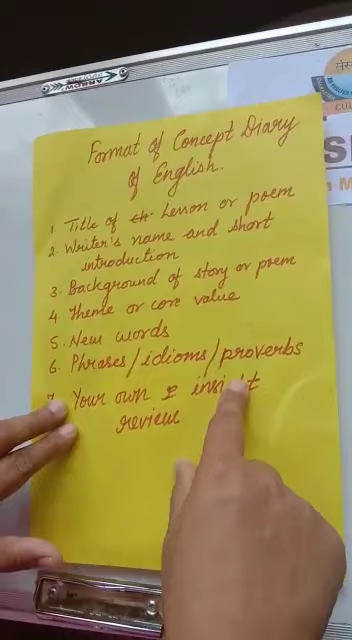 ARROW
Format of Concept Diary
of English.
1. Title of Lesson or poem
2. Writer's name and short
introduction
3. Background of story or poem
4. Theme or core value
5. New words
6. Phrases/idioms/proverbs
7. Your own insight
review